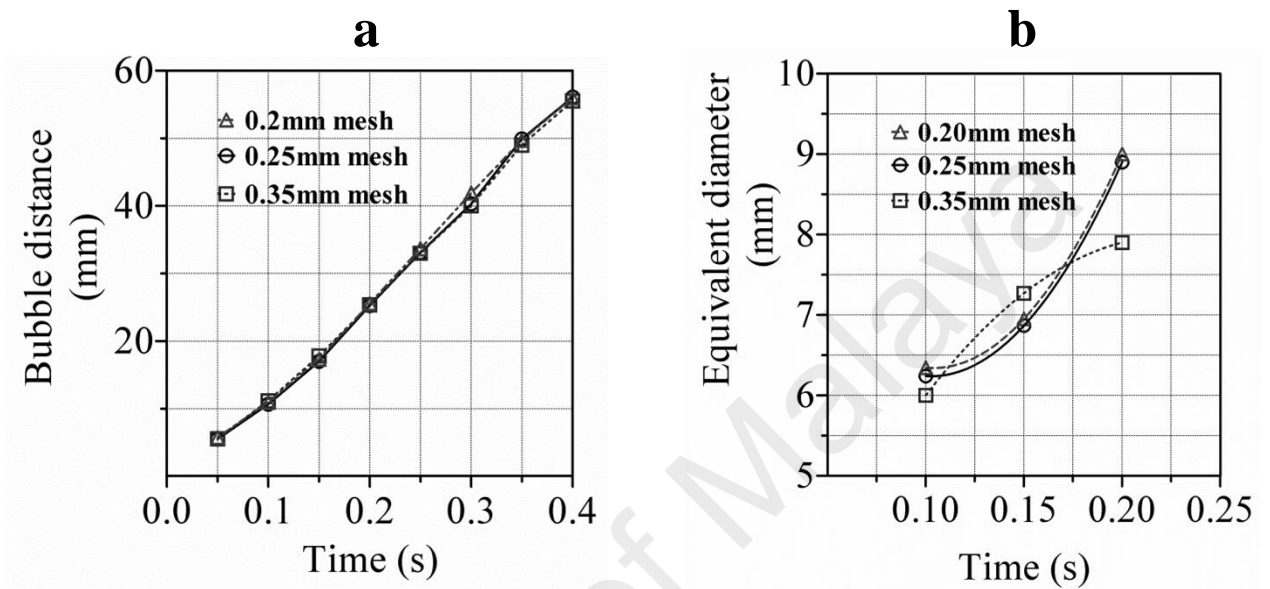 a
60
40
20
0.2mm mesh
0.25mm mesh
0.35mm mesh
Bubble distance
(mm)
0.0 0.1 0.2 0.3 0.4
Time (s)
b
10
9
8
7
6
5
0.20mm mesh
0.25mm mesh
0.35mm mesh
Equivalent diameter
(mm)
0.10 0.15 0.20 0.25
Time (s)
of Malaya